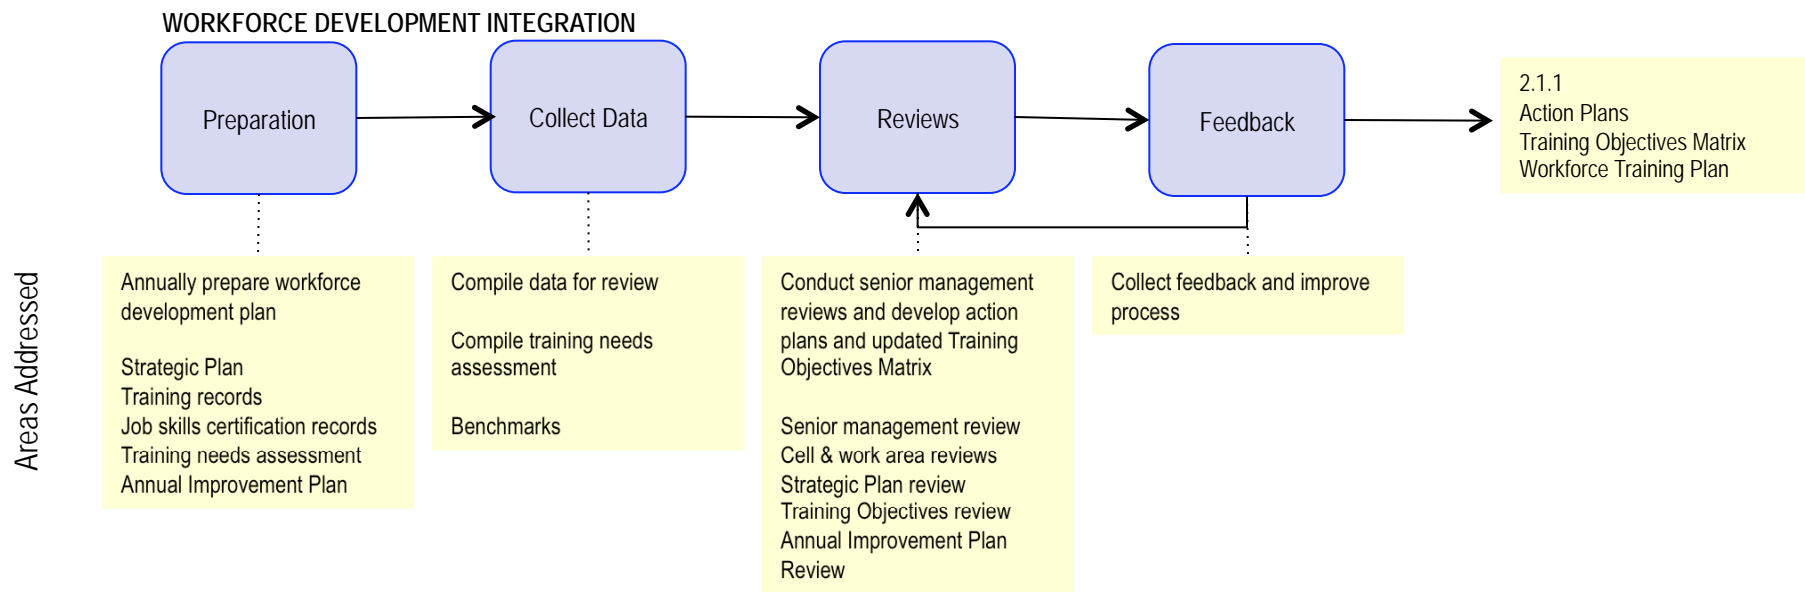 WORKFORCE DEVELOPMENT INTEGRATION
Preparation
Collect Data
Reviews
Feedback
2.1.1
Action Plans
Training Objectives Matrix
Workforce Training Plan
Areas Addressed
Annually prepare workforce
development plan
Strategic Plan
Training records
Job skills certification records
Training needs assessment
Annual Improvement Plan
Compile data for review
Compile training needs
assessment
Benchmarks
Conduct senior management
reviews and develop action
plans and updated Training
Objectives Matrix
Senior management review
Cell & work area reviews
Strategic Plan review
Training Objectives review
Annual Improvement Plan
Review
Collect feedback and improve
process